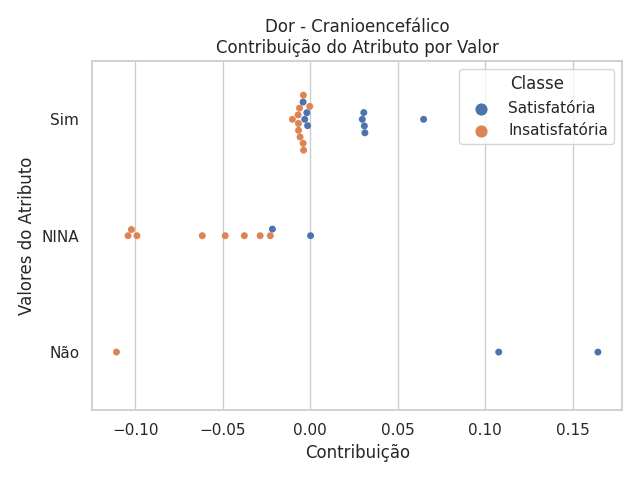 Dor - Cranioencefálico
Contribuição do Atributo por Valor
Classe
Satisfatória
Insatisfatória
Valores do Atributo
Sim
NINA
Não
−0.10 −0.05 0.00 0.05 0.10 0.15
Contribuição